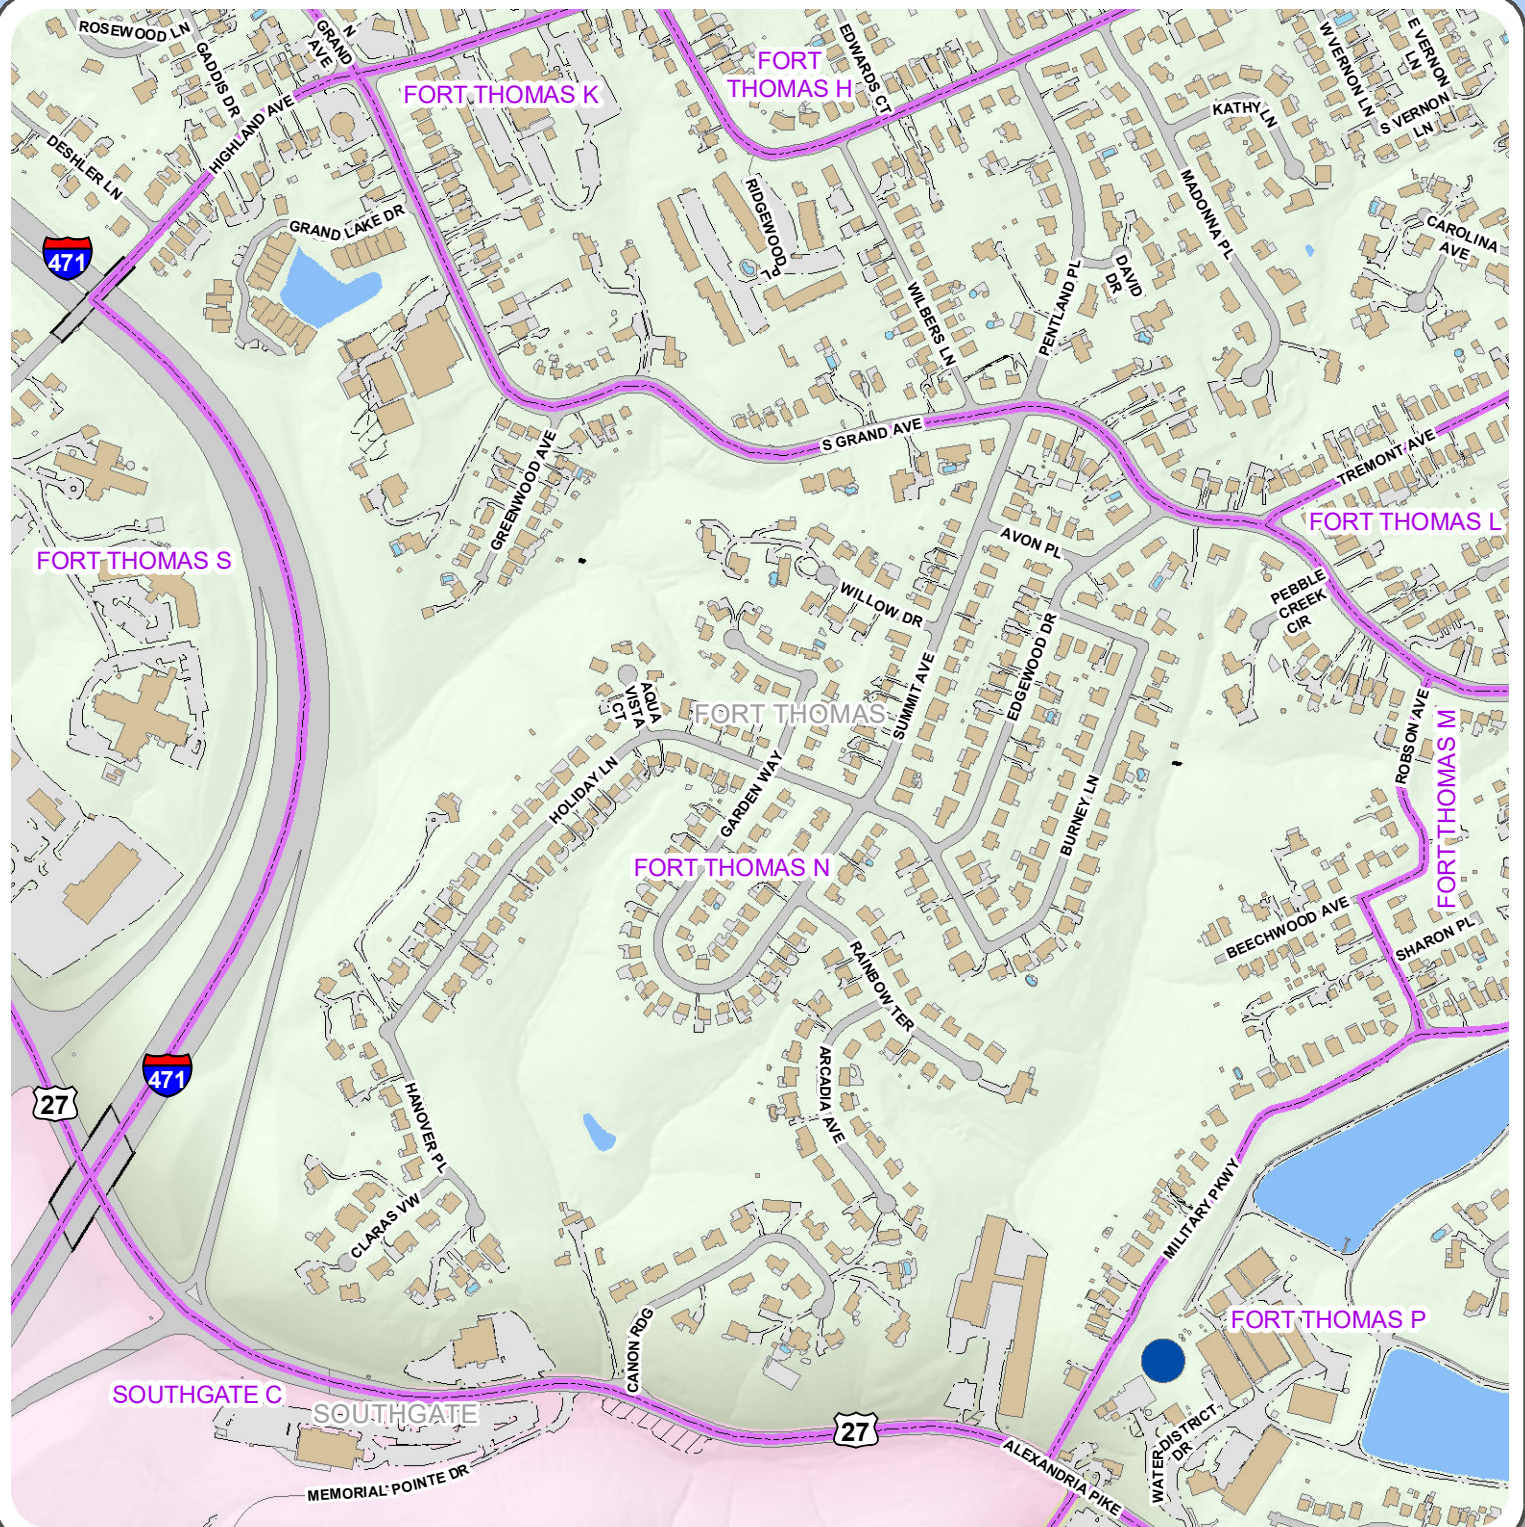 ROSEWOOD LN
GADDIS DR
N
GRAND
AVE
HIGHLAND AVE
DESHLER LN
FORT THOMAS K
FORT
THOMAS H
EDWARDS CT
W VERNON LN
E VERNON
LN
S VERNON
LN
KATHY LN
MADONNA PL
CAROLINA
AVE
GRAND LAKE DR
471
RIDGEWOOD
PL
WILBERS LN
PENTLAND PL
DAVID
DR
S GRAND AVE
GREENWOOD AVE
TREMONT AVE
FORT THOMAS L
FORT THOMAS S
AVON PL
WILLOW DR
PEBBLE
CREEK
CIR
EDGEWOOD DR
SUMMIT AVE
AQUA
VISTA
CT
FORT THOMAS
ROBSON AVE
FORT THOMAS M
HOLIDAY LN
GARDEN WAY
BURNEY LN
FORT THOMAS N
BEECHWOOD AVE
SHARON PL
RAINBOW TER
ARCADIA AVE
471
27
HANOVER PL
CLARAS VW
MILITARY PKWY
FORT THOMAS P
CANON RDG
SOUTHGATE C
SOUTHGATE
27
ALEXANDRIA PIKE
WATER DISTRICT
DR
MEMORIAL POINTE DR